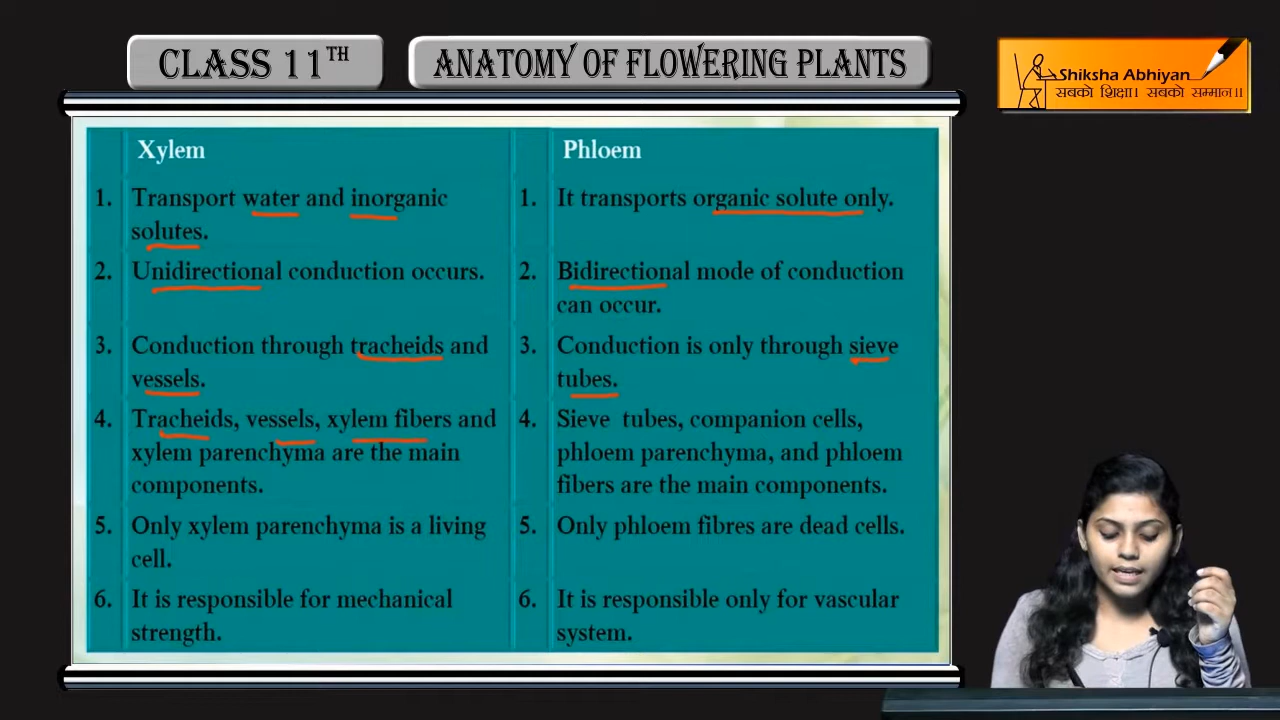 CLASS 11TH
ANATOMY OF FLOWERING PLANTS
Shiksha Abhiyan
सबको शिक्षा। सबको सम्मान।।
Xylem
Phloem
1. Transport water and inorganic
solutes.
1. It transports organic solute only.
2. Unidirectional conduction occurs.
2. Bidirectional mode of conduction
can occur.
3. Conduction through tracheids and
vessels.
3. Conduction is only through sieve
tubes.
4. Tracheids, vessels, xylem fibers and
xylem parenchyma are the main
components.
4. Sieve tubes, companion cells,
phloem parenchyma, and phloem
fibers are the main components.
5. Only xylem parenchyma is a living
cell.
5. Only phloem fibres are dead cells.
6. It is responsible for mechanical
strength.
6. It is responsible only for vascular
system.